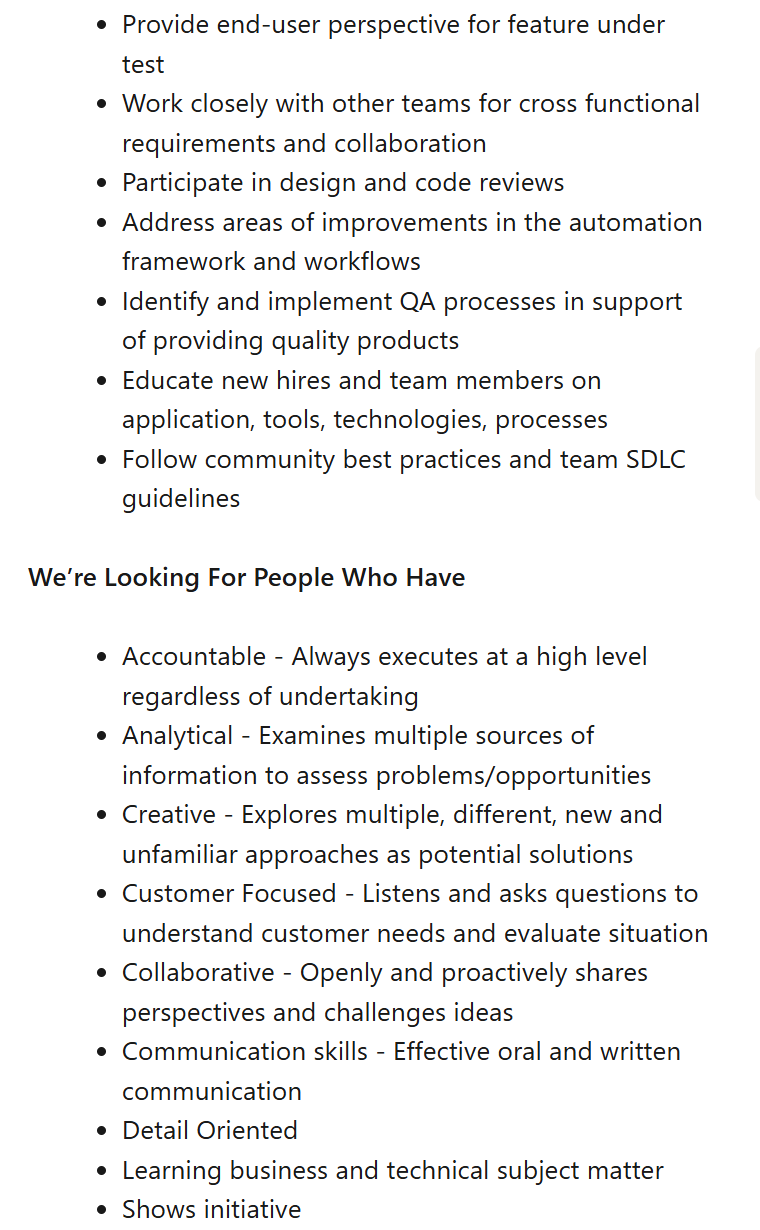 • Provide end-user perspective for feature under
test
• Work closely with other teams for cross functional
requirements and collaboration
• Participate in design and code reviews
• Address areas of improvements in the automation
framework and workflows
• Identify and implement QA processes in support
of providing quality products
• Educate new hires and team members on
application, tools, technologies, processes
• Follow community best practices and team SDLC
guidelines
We’re Looking For People Who Have
• Accountable - Always executes at a high level
regardless of undertaking
• Analytical - Examines multiple sources of
information to assess problems/opportunities
• Creative - Explores multiple, different, new and
unfamiliar approaches as potential solutions
• Customer Focused - Listens and asks questions to
understand customer needs and evaluate situation
• Collaborative - Openly and proactively shares
perspectives and challenges ideas
• Communication skills - Effective oral and written
communication
• Detail Oriented
• Learning business and technical subject matter
• Shows initiative